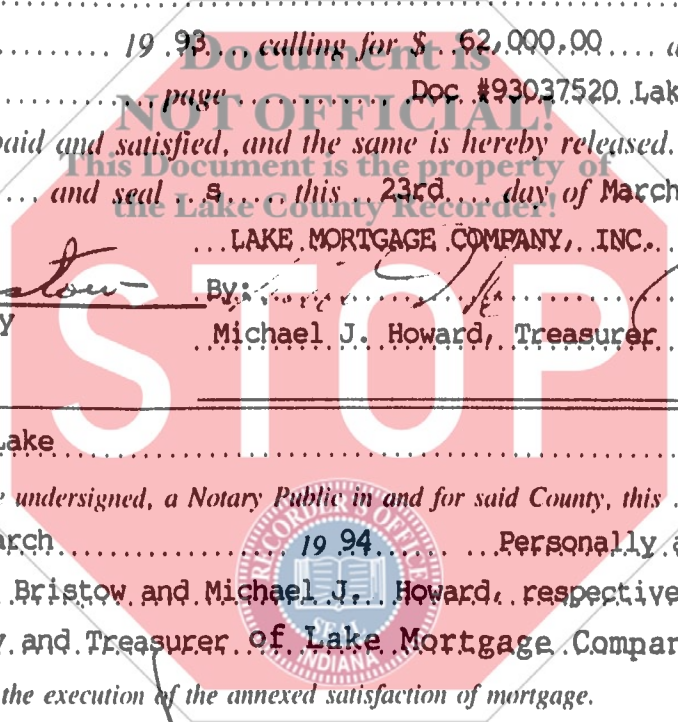 19 93 calling for $ 62,000.00
Document is
page Doc #93037520 Lak
NOT OFFICIAL!
paid and satisfied, and the same is hereby released.
This Document is the property of
and seal s this 23rd day of March
the Lake County Recorder!
LAKE MORTGAGE COMPANY, INC.
By:
Michael J. Howard, Treasurer
STOP
Lake
undersigned, a Notary Public in and for said County, this
arch 19 94 Personally a
RECORDER'S OFFICE
Bristow and Michael J. Howard, respective
SEAL
y and Treasurer of Lake Mortgage Compan
INDIANA
the execution of the annexed satisfaction of mortgage.